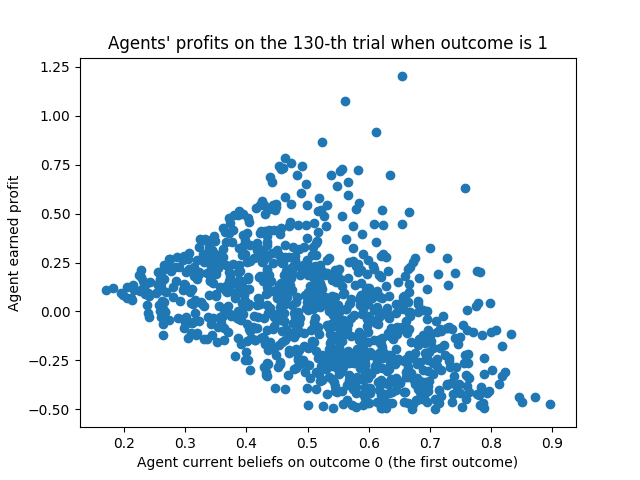 Agents' profits on the 130-th trial when outcome is 1
1.25
1.00
0.75
0.50
0.25
0.00
−0.25
−0.50
Agent earned profit
0.2 0.3 0.4 0.5 0.6 0.7 0.8 0.9
Agent current beliefs on outcome 0 (the first outcome)